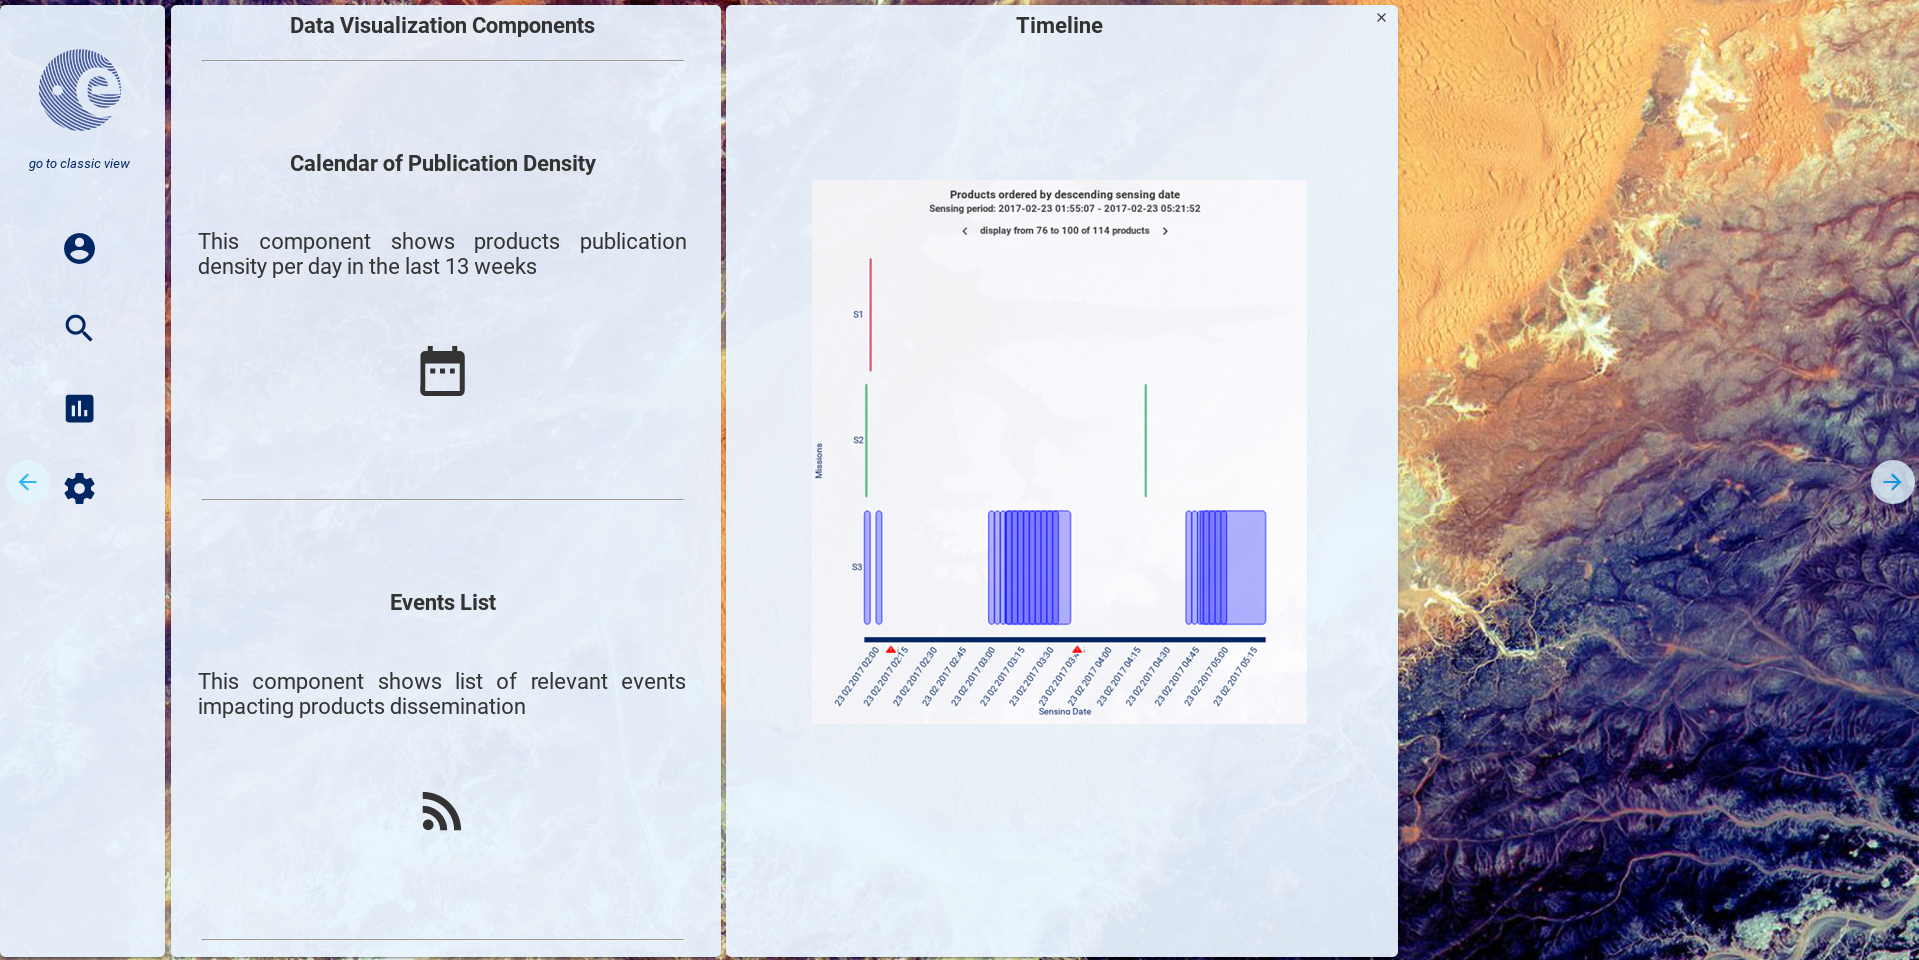 go to classic view
Data Visualization Components
Calendar of Publication Density
This component shows products publication
density per day in the last 13 weeks
Events List
This component shows list of relevant events
impacting products dissemination
Timeline
Products ordered by descending sensing date
Sensing period: 2017-02-23 01:55:07 - 2017-02-23 05:21:52
display from 76 to 100 of 114 products
Missions
S1
S2
S3
23 02 2017 02:00
23 02 2017 02:15
23 02 2017 02:30
23 02 2017 02:45
23 02 2017 03:00
23 02 2017 03:15
23 02 2017 03:30
23 02 2017
23 02 2017 04:00
23 02 2017 04:15
23 02 2017 04:30
23 02 2017 04:45
23 02 2017 05:00
23 02 2017 05:15
Sensing Date